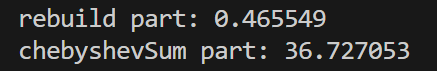 rebuild part: 0.465549
chebyshevSum part: 36.727053